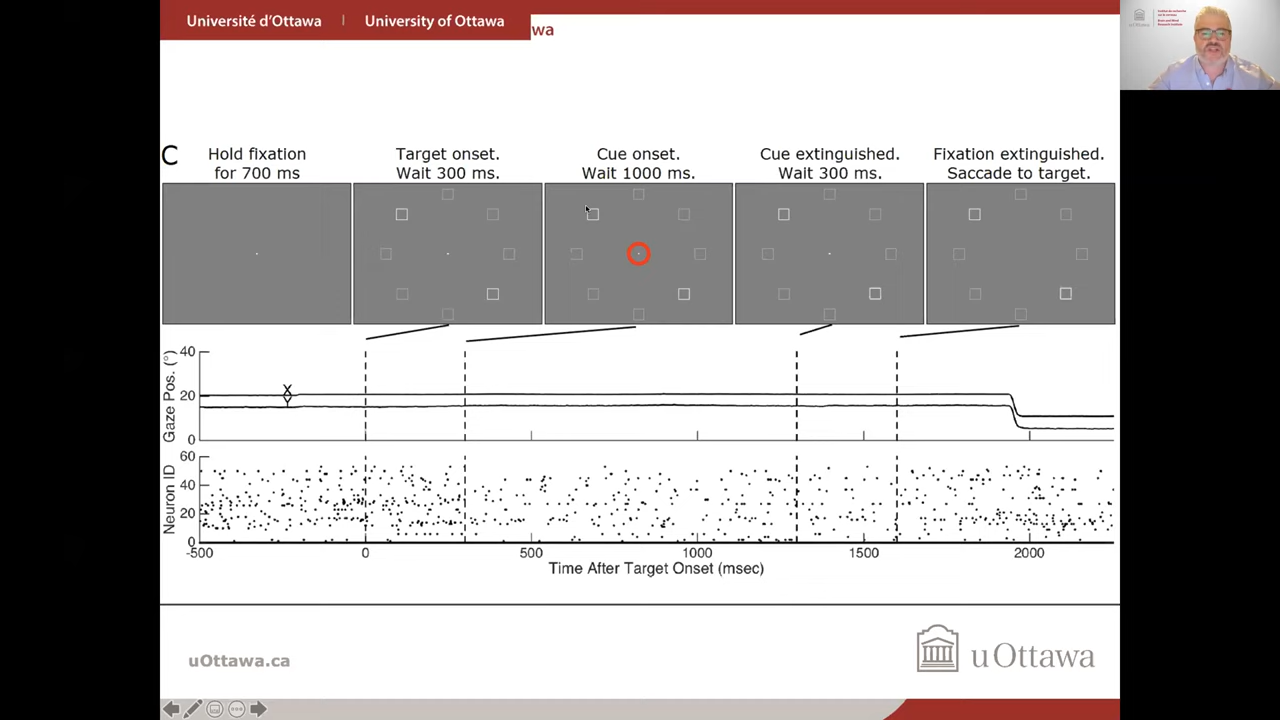 Université d'Ottawa | University of Ottawa
wa
C
Hold fixation
for 700 ms
Target onset.
Wait 300 ms.
Cue onset.
Wait 1000 ms.
Cue extinguished.
Wait 300 ms.
Fixation extinguished.
Saccade to target.
Gaze Pos. (°)
40
20
0
X
Y
Neuron ID
60
40
20
0
-500
0
500
1000
1500
2000
Time After Target Onset (msec)
uOttawa.ca
uOttawa
uOttawa